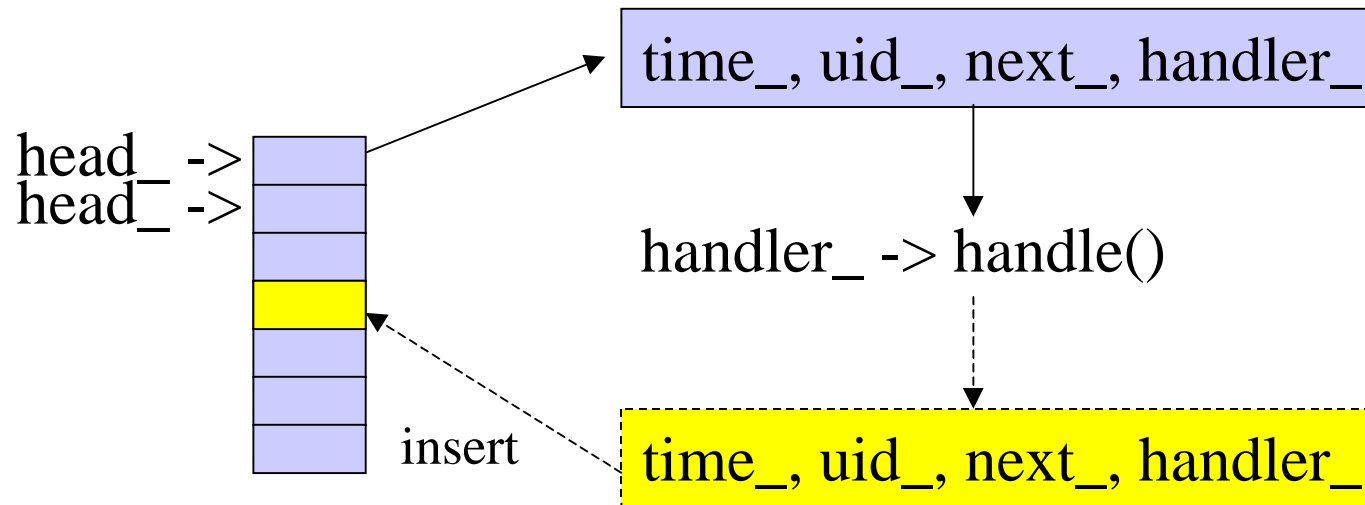 time_, uid_, next_, handler_
head_ ->
head_ ->
handler_ -> handle()
insert
time_, uid_, next_, handler_